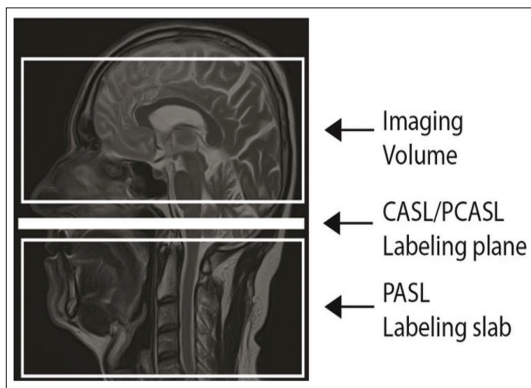 Imaging
Volume
CASL/PCASL
Labeling plane
PASL
Labeling slab